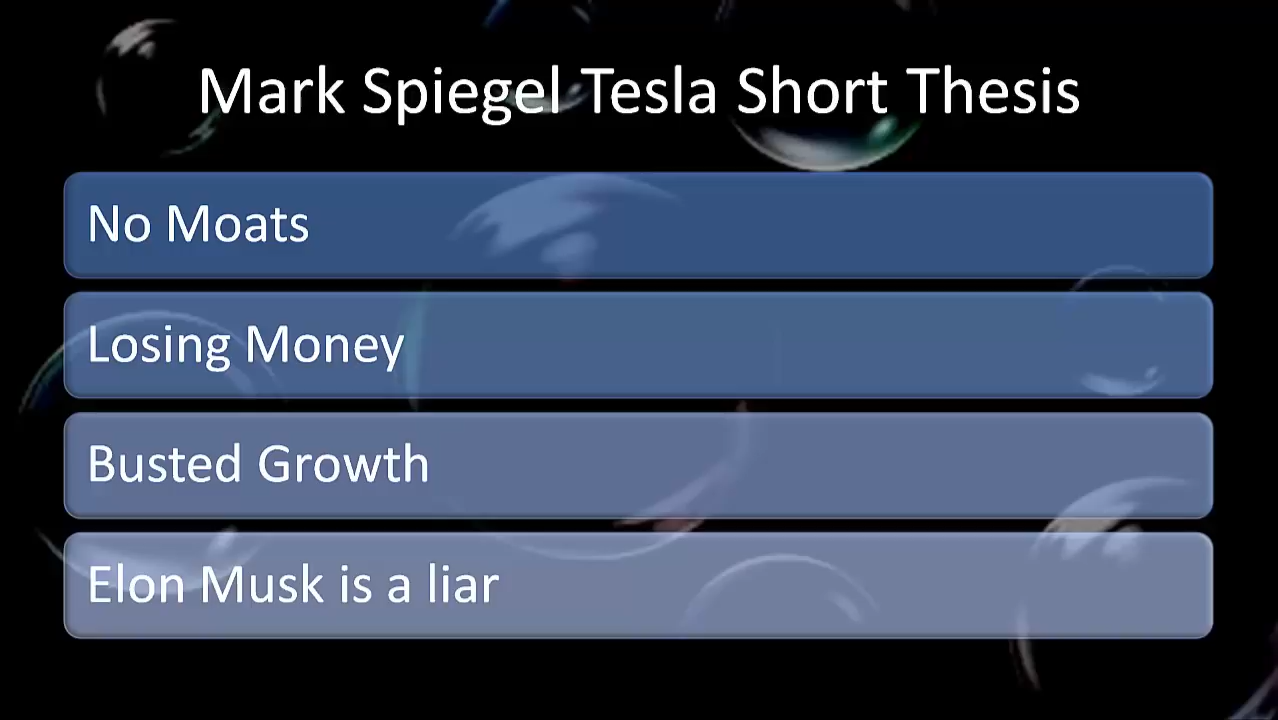 Mark Spiegel Tesla Short Thesis
No Moats
Losing Money
Busted Growth
Elon Musk is a liar